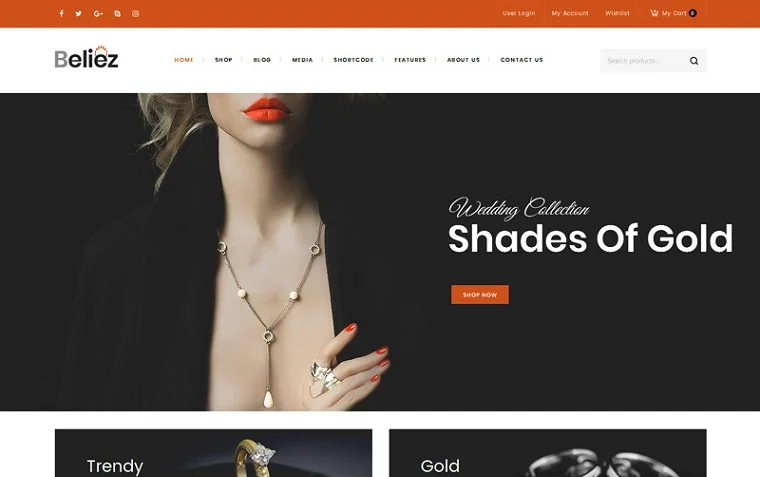 User Login
My Account
Wishlist
My Cart 0
Beliez
HOME
SHOP
BLOG
MEDIA
SHORTCODE
FEATURES
ABOUT US
CONTACT US
Search products...
Wedding Collection
Shades Of Gold
SHOP NOW
Trendy
Gold